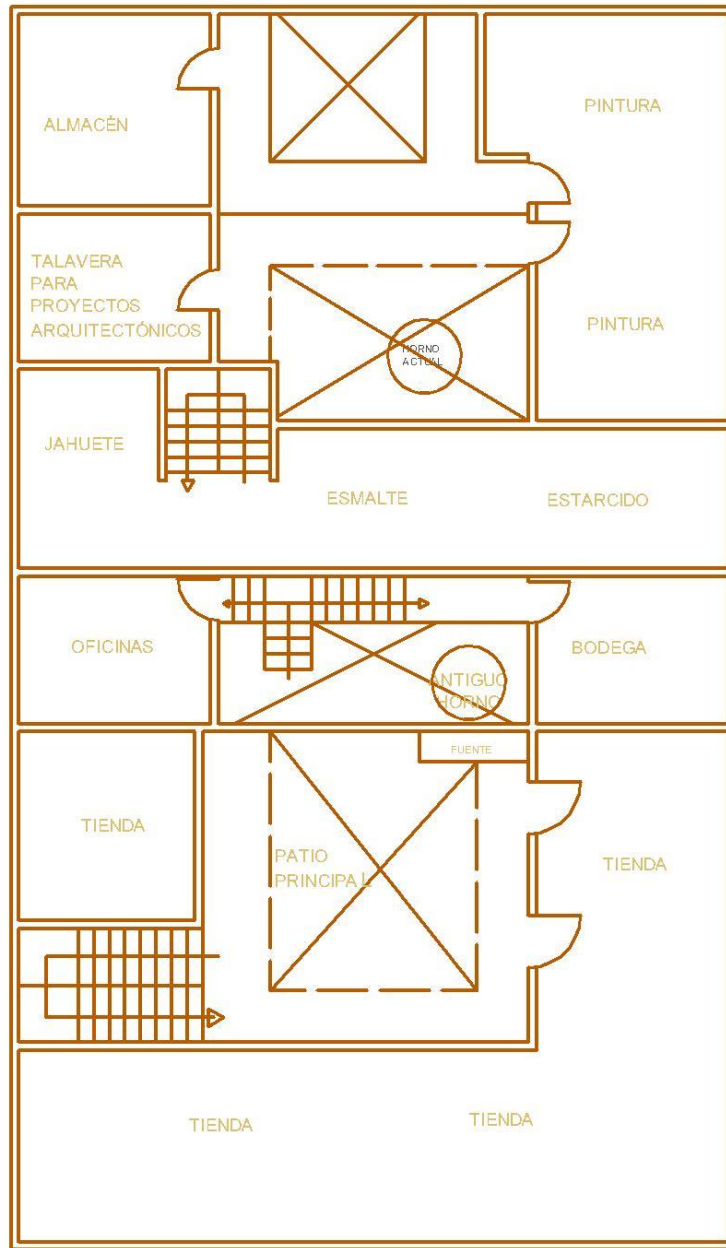 ALMACÉN
PINTURA
TALAVERA
PARA
PROYECTOS
ARQUITECTÓNICOS
PINTURA
HORNO
ACTUAL
JAHUETE
ESMALTE
ESTARCIDO
OFICINAS
BODEGA
ANTIGUO
HORNO
FUENTE
TIENDA
PATIO
PRINCIPAL
TIENDA
TIENDA
TIENDA